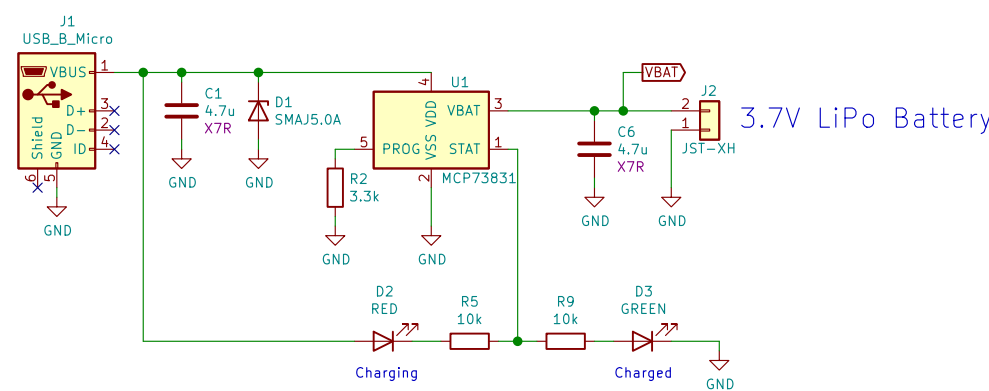 J1
USB_B_Micro
VBUS
1
D+
3
D-
2
ID
4
Shield
GND
6
5
GND
C1
4.7u
X7R
GND
D1
SMAJ5.0A
GND
U1
4
VDD
VBAT
3
5
PROG
VSS
STAT
1
2
MCP73831
R2
3.3k
GND
GND
VBAT
C6
4.7u
X7R
GND
J2
2
1
JST-XH
GND
3.7V LiPo Battery
D2
RED
Charging
R5
10k
R9
10k
D3
GREEN
Charged
GND